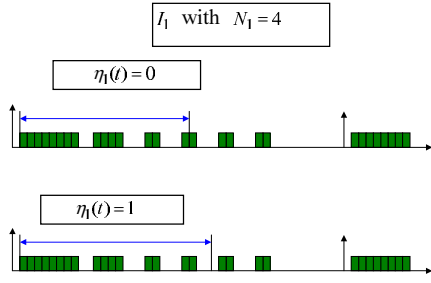 I₁ with N₁ = 4
η₁(t) = 0
η₁(t) = 1